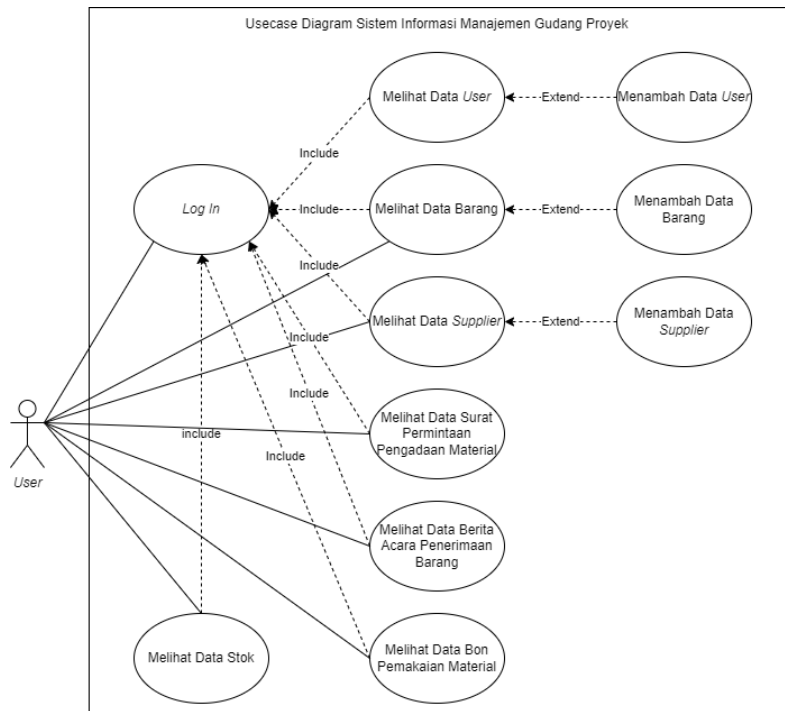 Usecase Diagram Sistem Informasi Manajemen Gudang Proyek
Melihat Data User
Extend
Menambah Data User
Include
Log In
Include
Melihat Data Barang
Extend
Menambah Data
Barang
Include
Melihat Data Supplier
Extend
Menambah Data
Supplier
Include
Include
Melihat Data Surat
Permintaan
Pengadaan Material
include
Include
User
Melihat Data Berita
Acara Penerimaan
Barang
Melihat Data Stok
Melihat Data Bon
Pemakaian Material